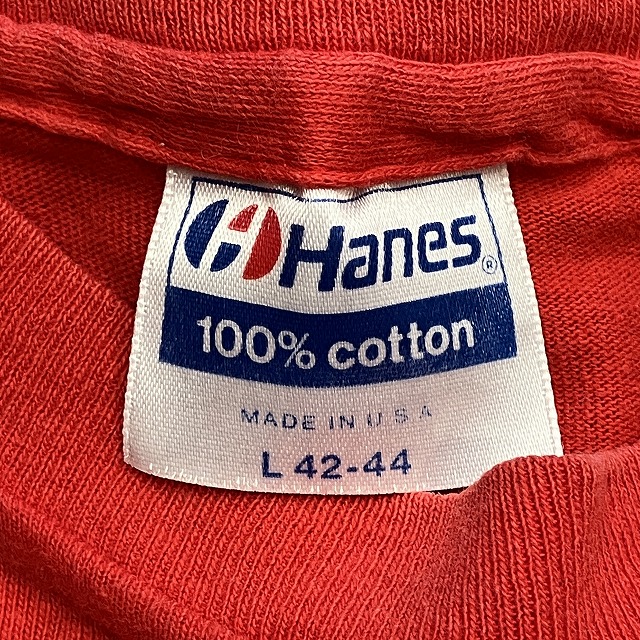 Hanes®
100% cotton
MADE IN U S A
L 42-44